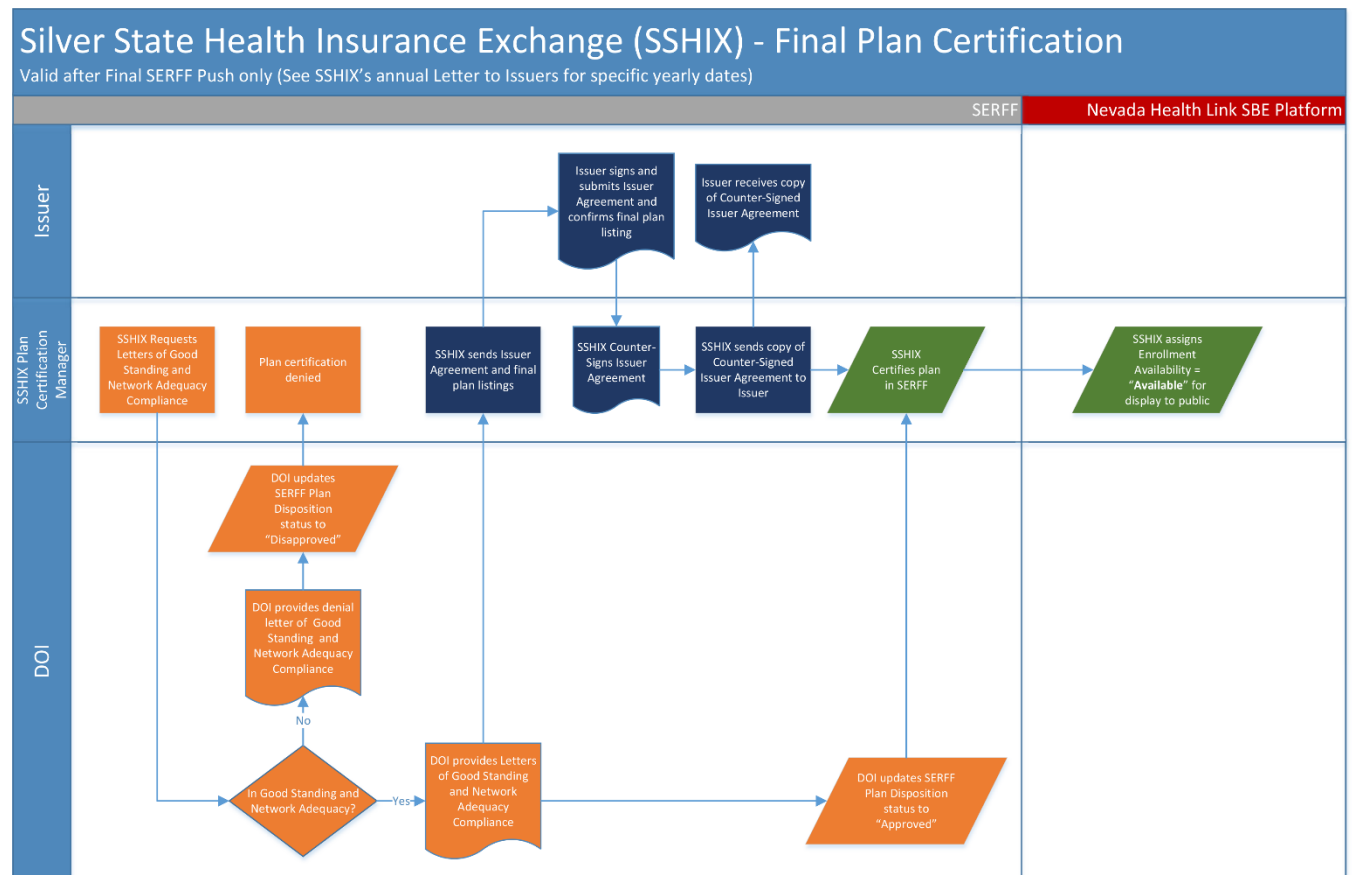 Silver State Health Insurance Exchange (SSHIX) - Final Plan Certification
Valid after Final SERFF Push only (See SSHIX's annual Letter to Issuers for specific yearly dates)
SERFF
Nevada Health Link SBE Platform
Issuer
Issuer signs and
submits Issuer
Agreement and
confirms final plan
listing
Issuer receives copy
of Counter-Signed
Issuer Agreement
SSHIX Plan
Certification
Manager
SSHIX Requests
Letters of Good
Standing and
Network Adequacy
Compliance
Plan certification
denied
SSHIX sends Issuer
Agreement and final
plan listings
SSHIX Counter-
Signs Issuer
Agreement
SSHIX sends copy of
Counter-Signed
Issuer Agreement to
Issuer
SSHIX
Certifies plan
in SERFF
SSHIX assigns
Enrollment
Availability =
"Available" for
display to public
DOI
DOI updates
SERFF Plan
Disposition
status to
"Disapproved"
DOI provides denial
letter of Good
Standing and
Network Adequacy
Compliance
No
In Good Standing and
Network Adequacy?
Yes
DOI provides Letters
of Good Standing
and Network
Adequacy
Compliance
DOI updates SERFF
Plan Disposition
status to
"Approved"